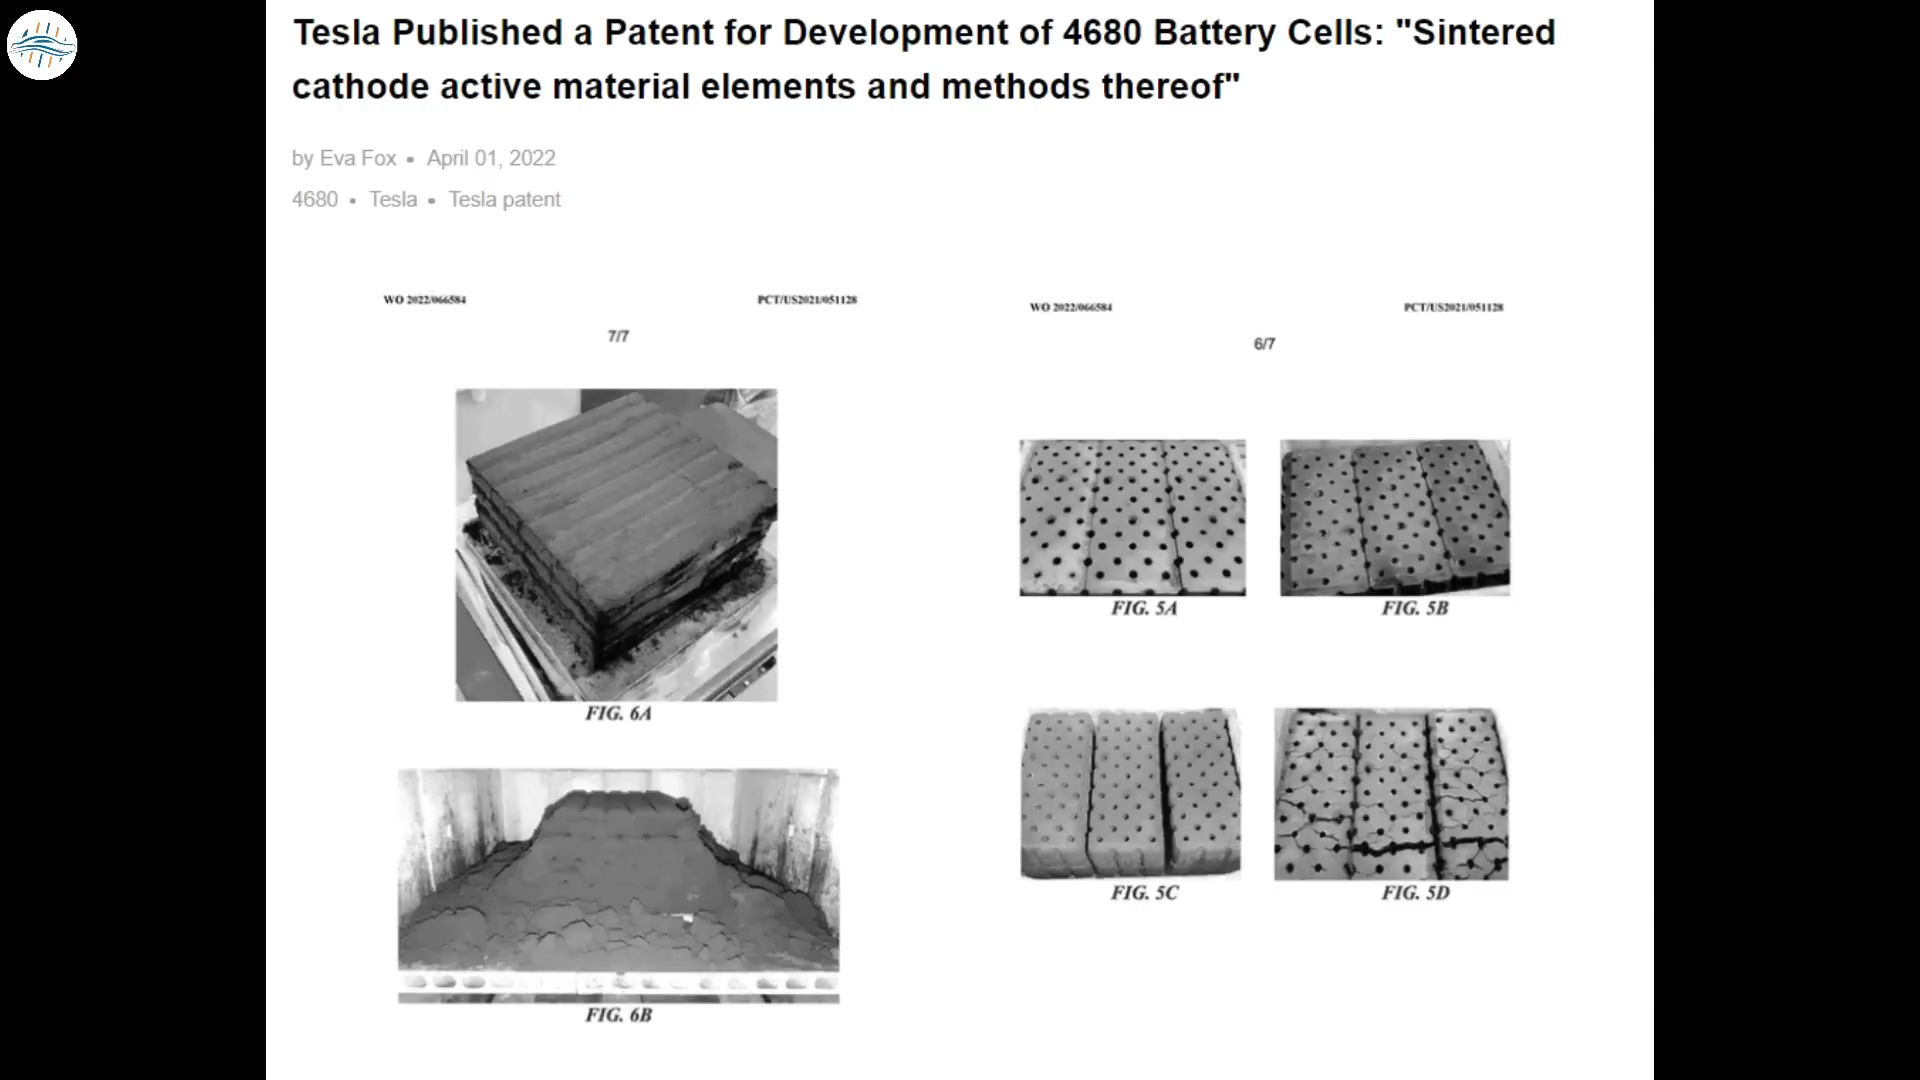 Tesla Published a Patent for Development of 4680 Battery Cells: "Sintered
cathode active material elements and methods thereof"
by Eva Fox • April 01, 2022
4680 • Tesla • Tesla patent
WO 2022/066584 PCT/US2021/051128
7/7
FIG. 6A
FIG. 6B
WO 2022/066584 PCT/US2021/051128
6/7
FIG. 5A FIG. 5B
FIG. 5C FIG. 5D